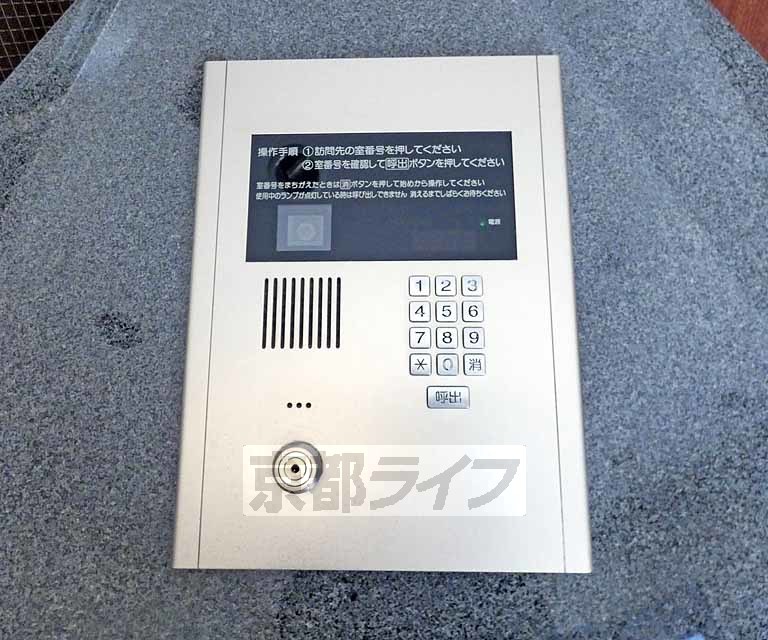 操作手順 ①訪問先の室番号を押してください
②室番号を確認して呼出ボタンを押してください
室番号をまちがえたときは消ボタンを押して始めから操作してください
使用中のランプが点灯している時は呼び出しできません 消えるまでしばらくお待ちください
電源
1 2 3
4 5 6
7 8 9
* 0 消
呼出
京都ライフ